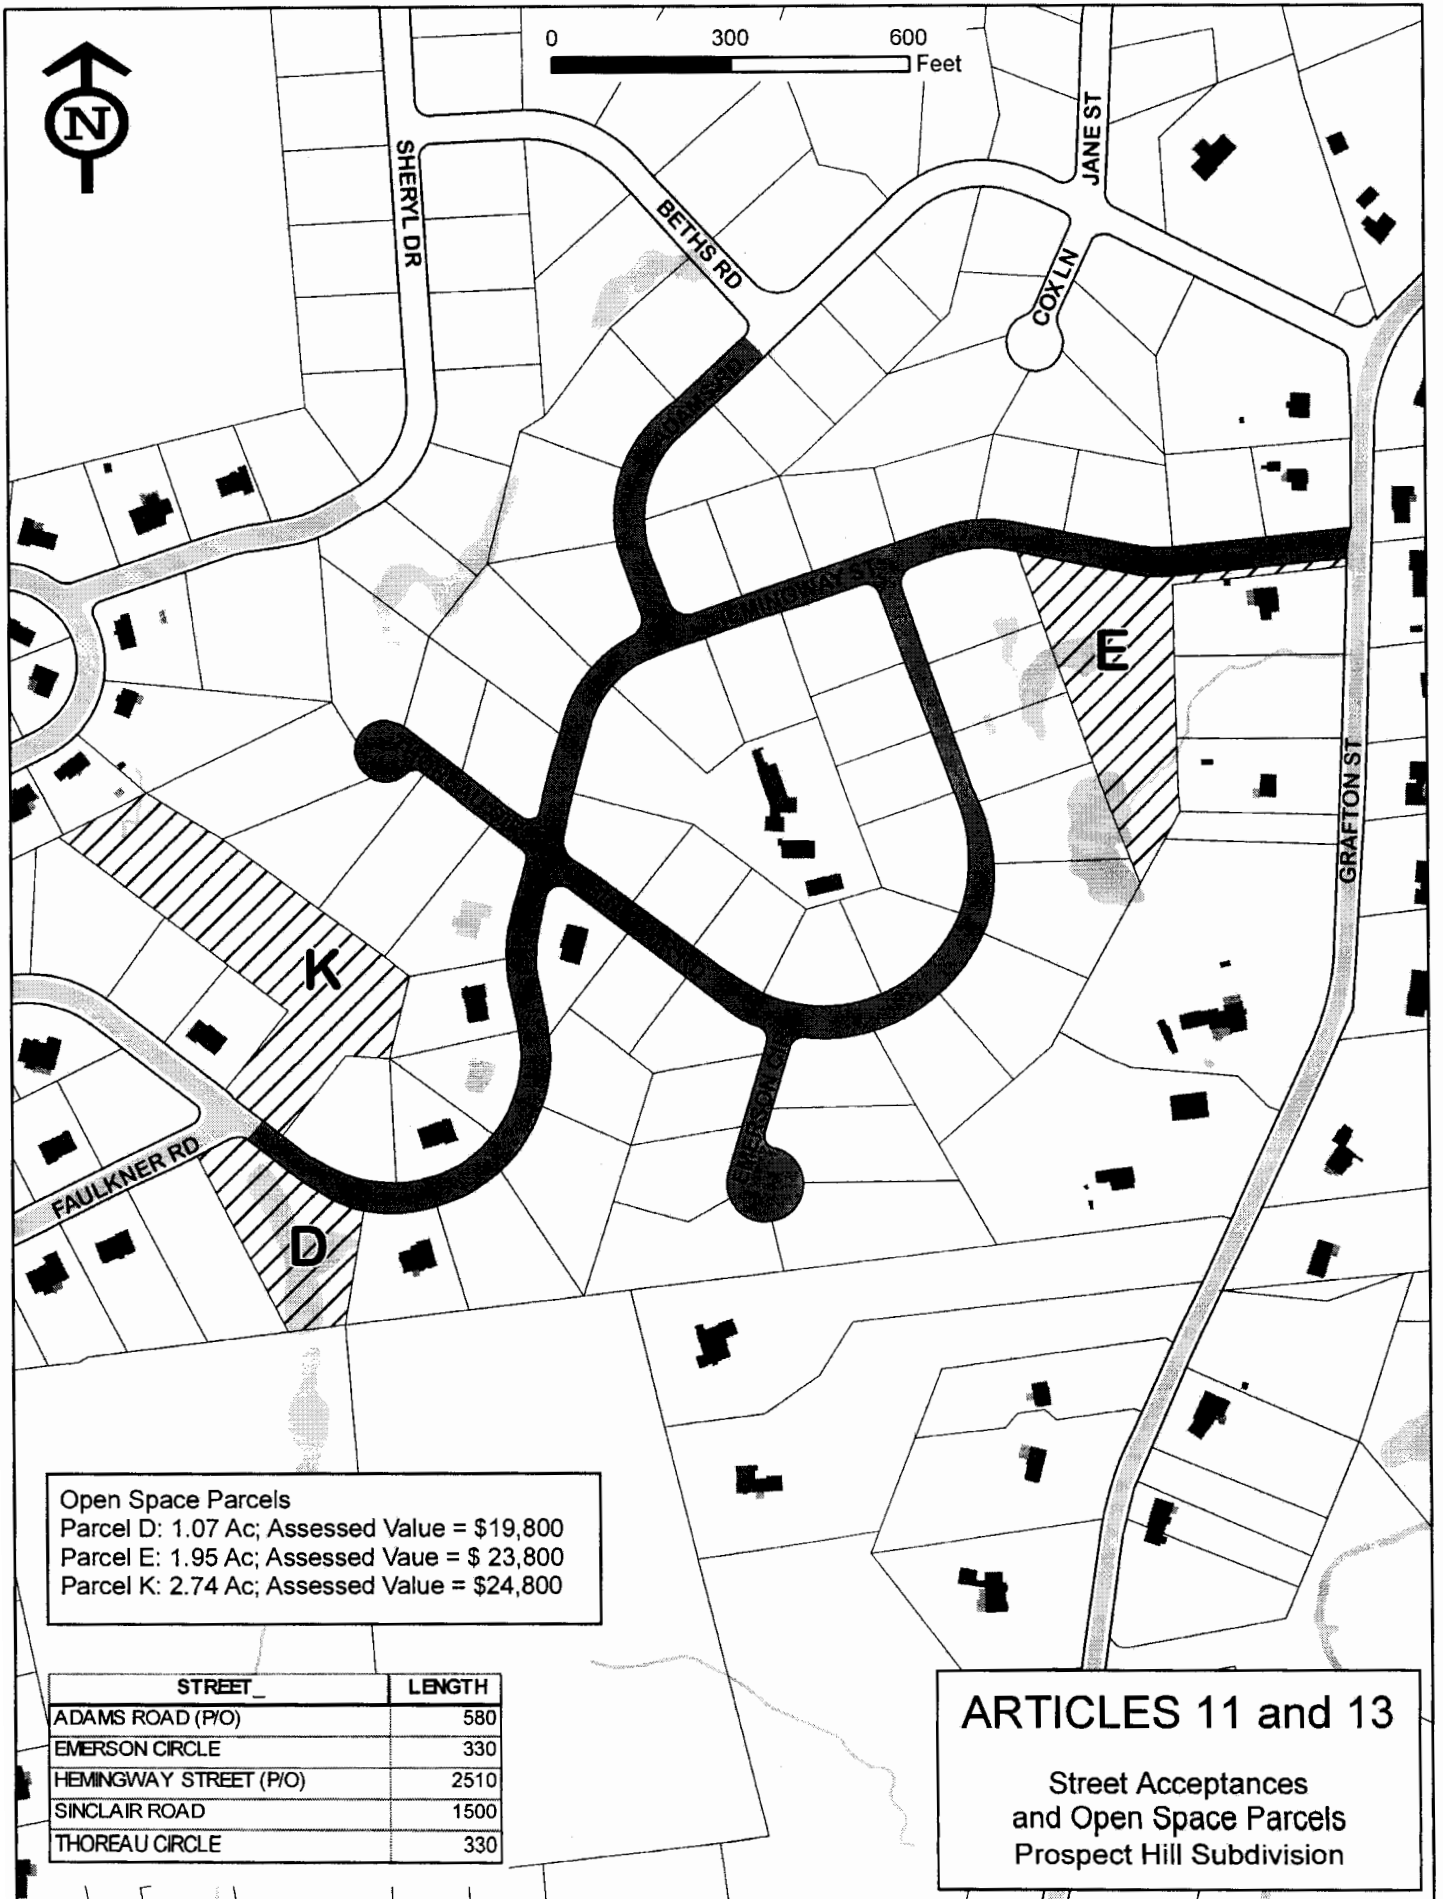 0 300 600
Feet
N
JANE ST
SHERYL DR
BETHS RD
COX LN
E
GRAFTON ST
K
FAULKNER RD
D
Open Space Parcels
Parcel D: 1.07 Ac; Assessed Value = $19,800
Parcel E: 1.95 Ac; Assessed Vaue = $ 23,800
Parcel K: 2.74 Ac; Assessed Value = $24,800
STREET_ LENGTH
ADAMS ROAD (P/O) 580
EMERSON CIRCLE 330
HEMINGWAY STREET (P/O) 2510
SINCLAIR ROAD 1500
THOREAU CIRCLE 330
ARTICLES 11 and 13
Street Acceptances
and Open Space Parcels
Prospect Hill Subdivision